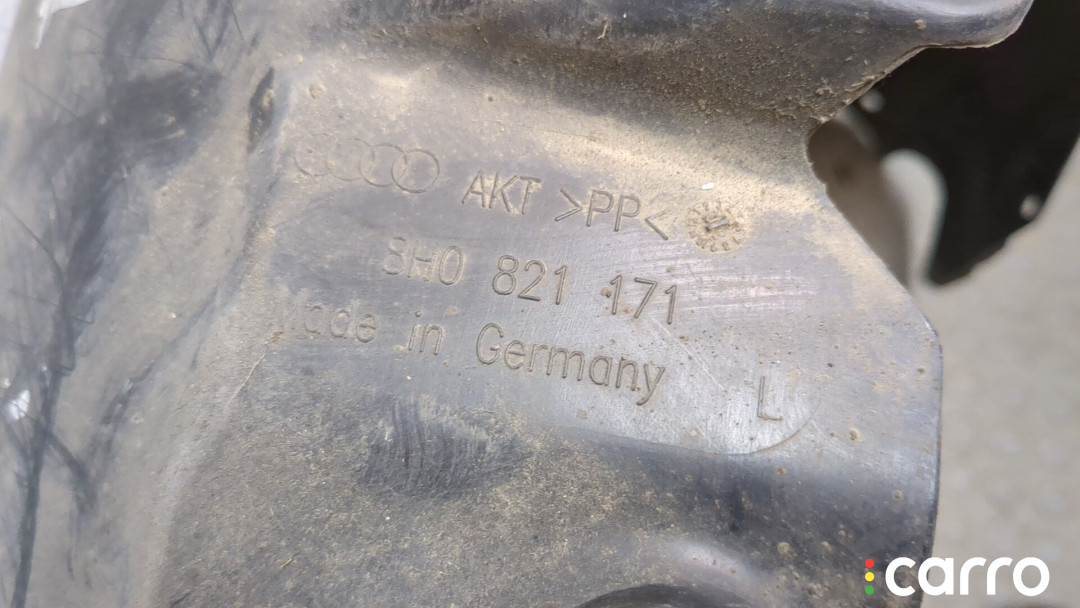 AKT >PP<
8H0 821 171
Made in Germany
L
carro